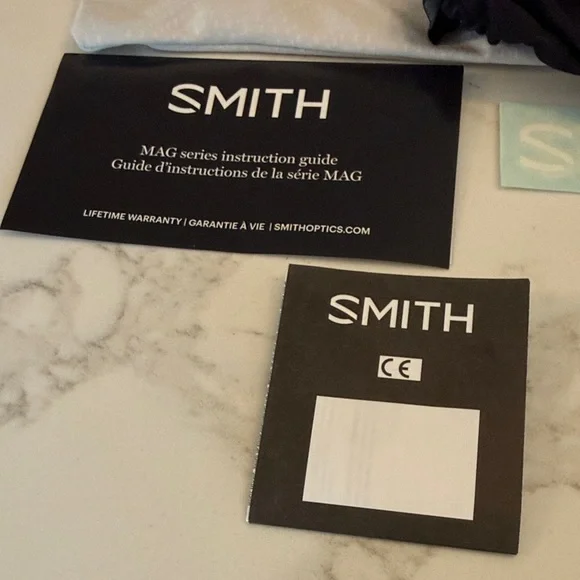 SMITH
MAG series instruction guide
Guide d'instructions de la série MAG
LIFETIME WARRANTY | GARANTIE À VIE | SMITHOPTICS.COM
S
SMITH
CE